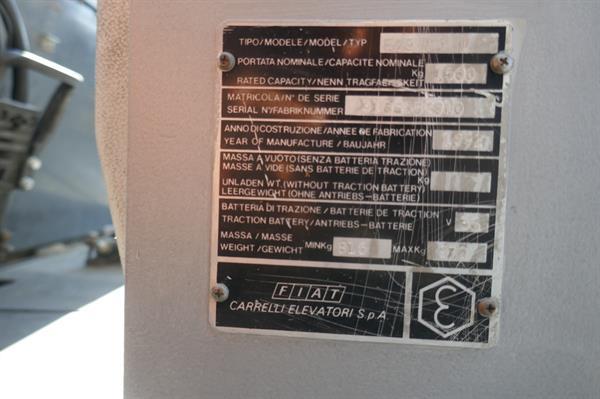 TIPO/MODELE/MODEL/TYP
PORTATA NOMINALE/CAPACITE NOMINALE
Kg
RATED CAPACITY/NENN TRAGFAEHIGKEIT
MATRICOLA/N° DE SERIE
SERIAL Nº/FABRIKNUMMER
ANNO DI COSTRUZIONE/ANNEE DE FABRICATION
YEAR OF MANUFACTURE/BAUJAHR
MASSA A VUOTO (SENZA BATTERIA TRAZIONE)
MASSE A VIDE (SANS BATTERIE DE TRACTION)
Kg
UNLADEN WT. (WITHOUT TRACTION BATTERY)
LEERGEWICHT (OHNE ANTRIEBS-BATTERIE)
BATTERIA DI TRAZIONE/BATTERIE DE TRACTION
TRACTION BATTERY/ANTRIEBS-BATTERIE V
MASSA / MASSE
WEIGHT/GEWICHT MIN Kg 816 MAX Kg
FIAT
CARRELLI ELEVATORI S.p.A.